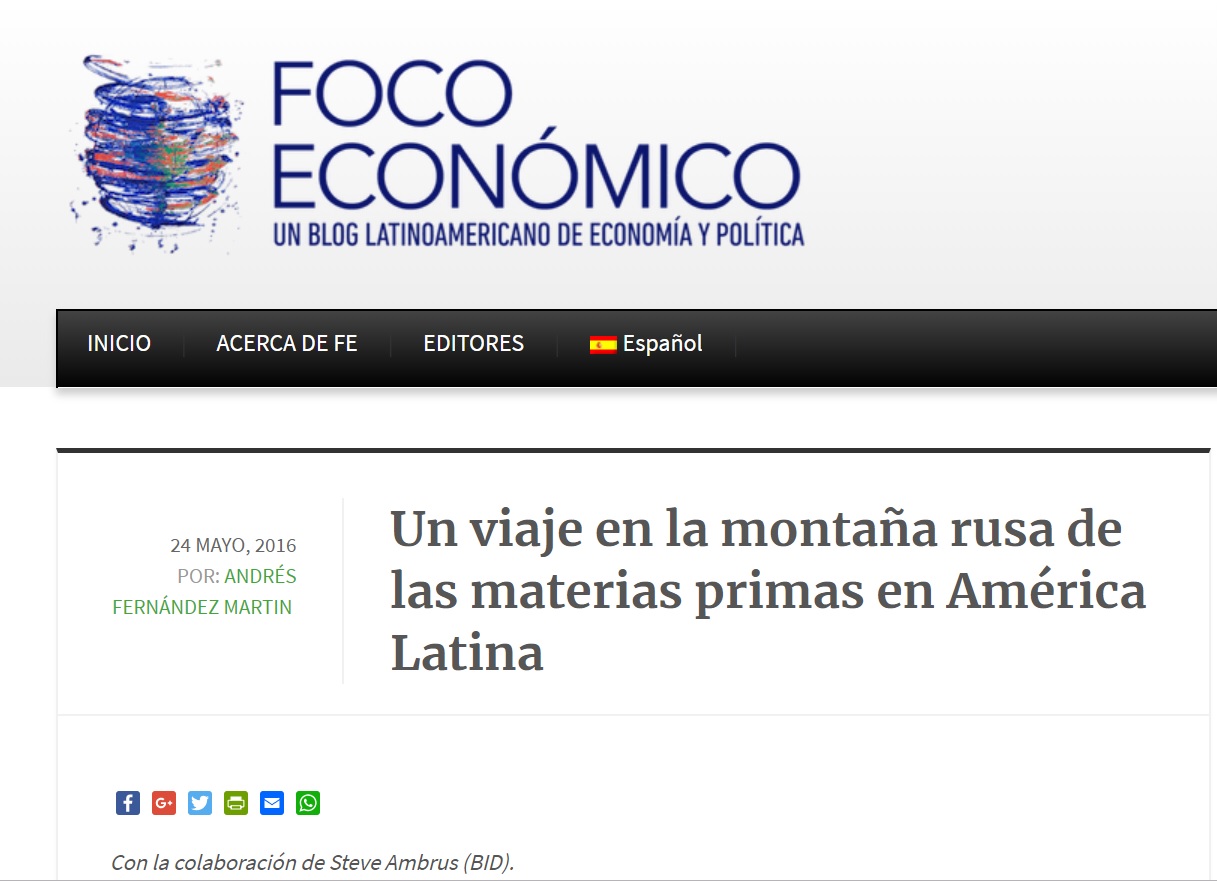 FOCO
ECONÓMICO
UN BLOG LATINOAMERICANO DE ECONOMÍA Y POLÍTICA
INICIO
ACERCA DE FE
EDITORES
Español
24 MAYO, 2016
POR: ANDRÉS
FERNÁNDEZ MARTIN
Un viaje en la montaña rusa de
las materias primas en América
Latina
Con la colaboración de Steve Ambrus (BID).